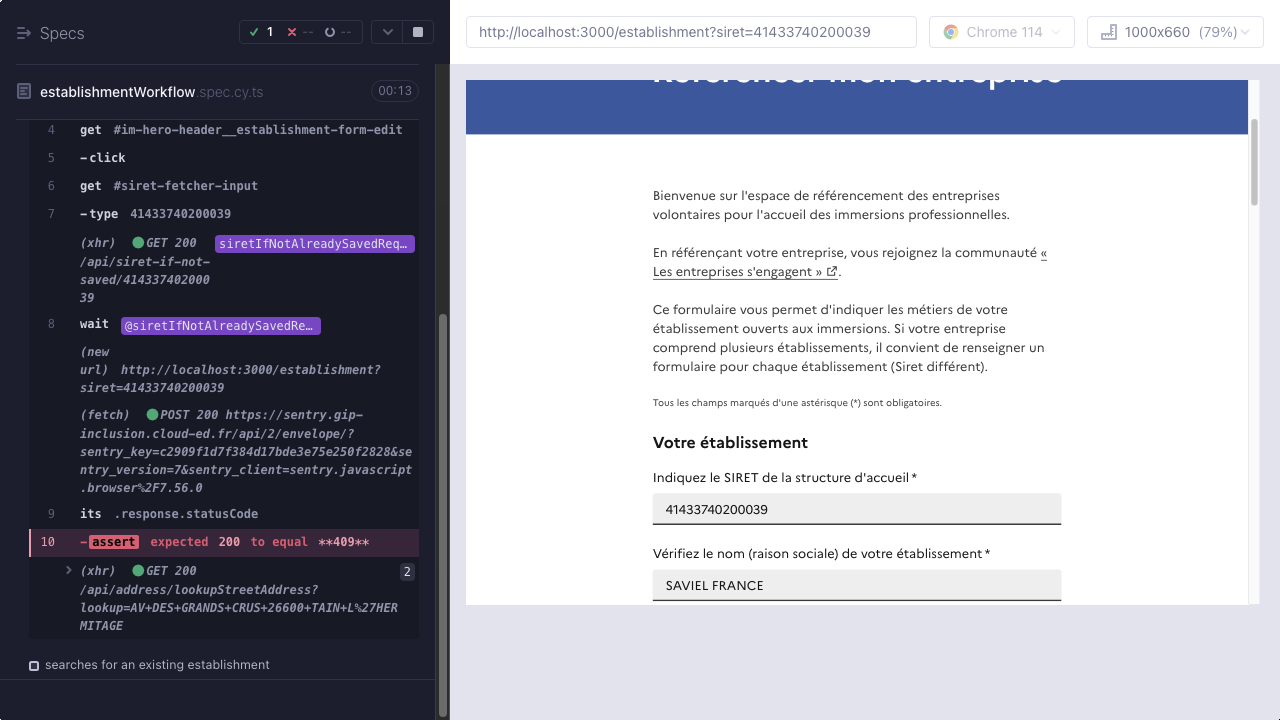 Specs
1 -- --
establishmentWorkflow.spec.cy.ts 00:13
4 get #im-hero-header__establishment-form-edit
5 -click
6 get #siret-fetcher-input
7 -type 41433740200039
(xhr) GET 200 siretIfNotAlreadySavedReq…
/api/siret-if-not-
saved/414337402000
39
8 wait @siretIfNotAlreadySavedRe…
(new
url) http://localhost:3000/establishment?
siret=41433740200039
(fetch) POST 200 https://sentry.gip-
inclusion.cloud-ed.fr/api/2/envelope/?
sentry_key=c2909f1d7f384d17bde3e75e250f2828&se
ntry_version=7&sentry_client=sentry.javascript
.browser%2F7.56.0
9 its .response.statusCode
10 -assert expected 200 to equal **409**
(xhr) GET 200 2
/api/address/lookupStreetAddress?
lookup=AV+DES+GRANDS+CRUS+26600+TAIN+L%27HER
MITAGE
searches for an existing establishment
http://localhost:3000/establishment?siret=41433740200039
Chrome 114
1000x660 (79%)
Référencer mon entreprise
Bienvenue sur l'espace de référencement des entreprises
volontaires pour l'accueil des immersions professionnelles.
En référençant votre entreprise, vous rejoignez la communauté «
Les entreprises s'engagent » .
Ce formulaire vous permet d'indiquer les métiers de votre
établissement ouverts aux immersions. Si votre entreprise
comprend plusieurs établissements, il convient de renseigner un
formulaire pour chaque établissement (Siret différent).
Tous les champs marqués d'une astérisque (*) sont obligatoires.
Votre établissement
Indiquez le SIRET de la structure d'accueil *
41433740200039
Vérifiez le nom (raison sociale) de votre établissement *
SAVIEL FRANCE